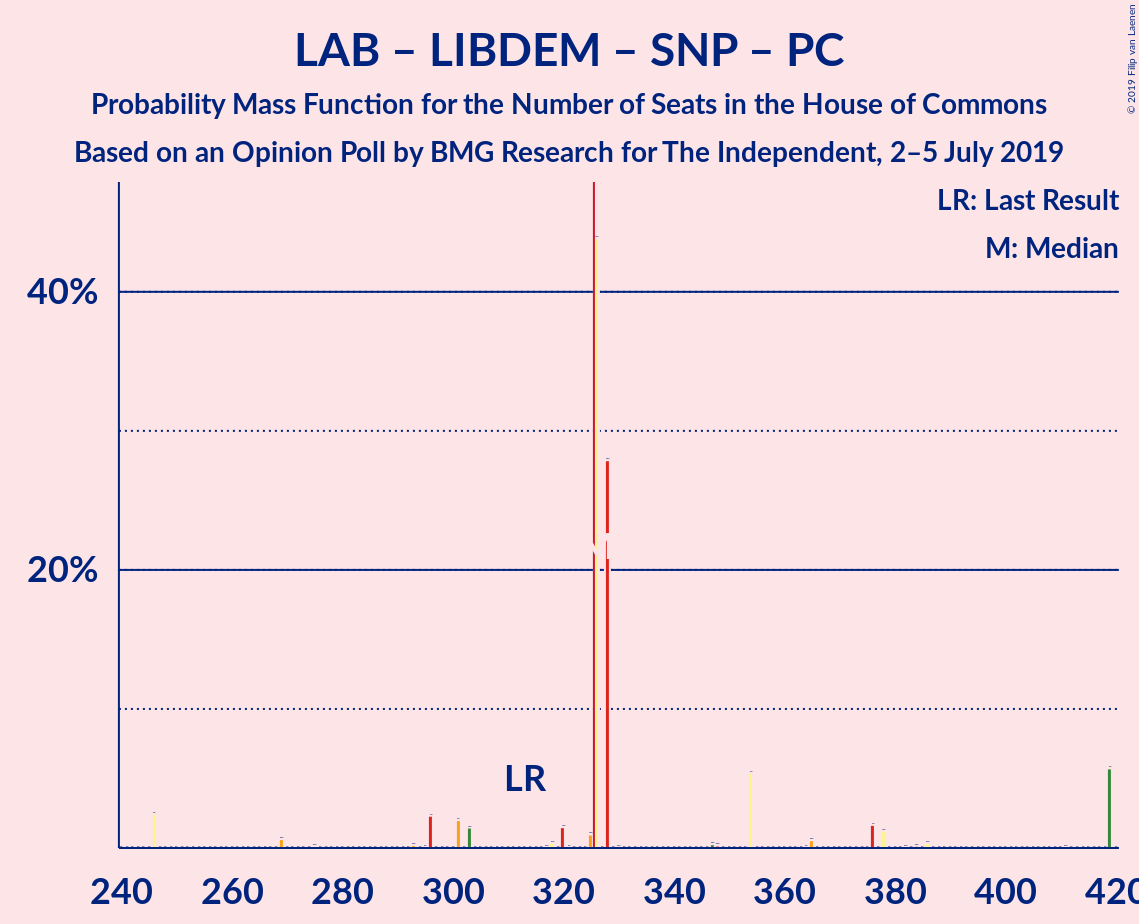 LAB – LIBDEM – SNP – PC
Probability Mass Function for the Number of Seats in the House of Commons
Based on an Opinion Poll by BMG Research for The Independent, 2–5 July 2019
© 2019 Filip van Laenen
LR: Last Result
M: Median
40%
20%
LR
240 260 280 300 320 340 360 380 400 420